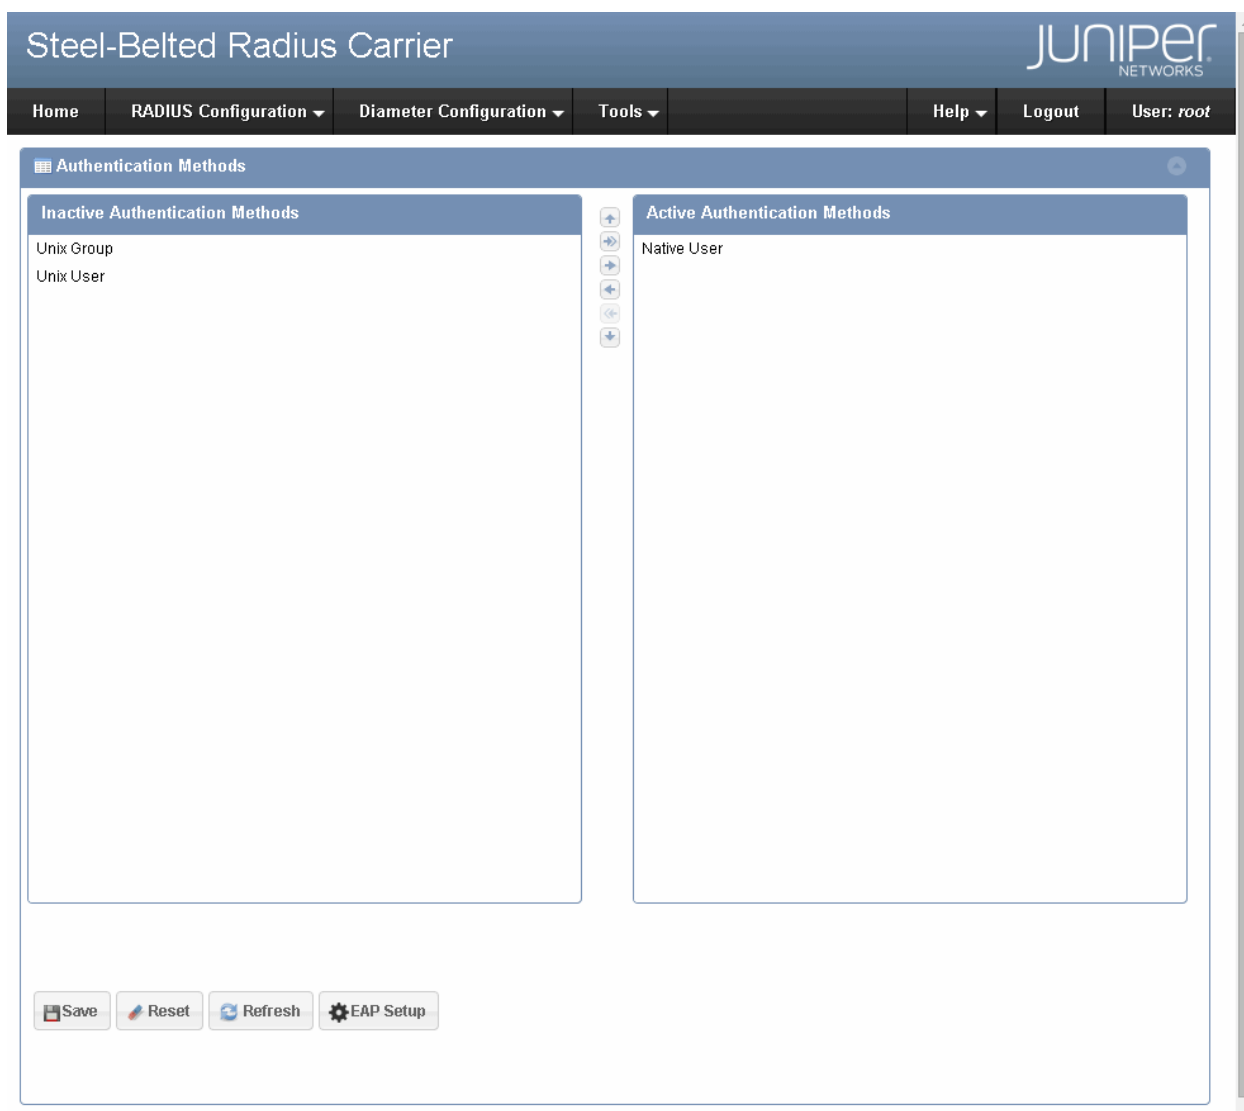 Steel-Belted Radius Carrier
JUNIPER
NETWORKS
Home RADIUS Configuration Diameter Configuration Tools Help Logout User: root
Authentication Methods
Inactive Authentication Methods
Active Authentication Methods
Unix Group
Native User
Unix User
Save Reset Refresh EAP Setup